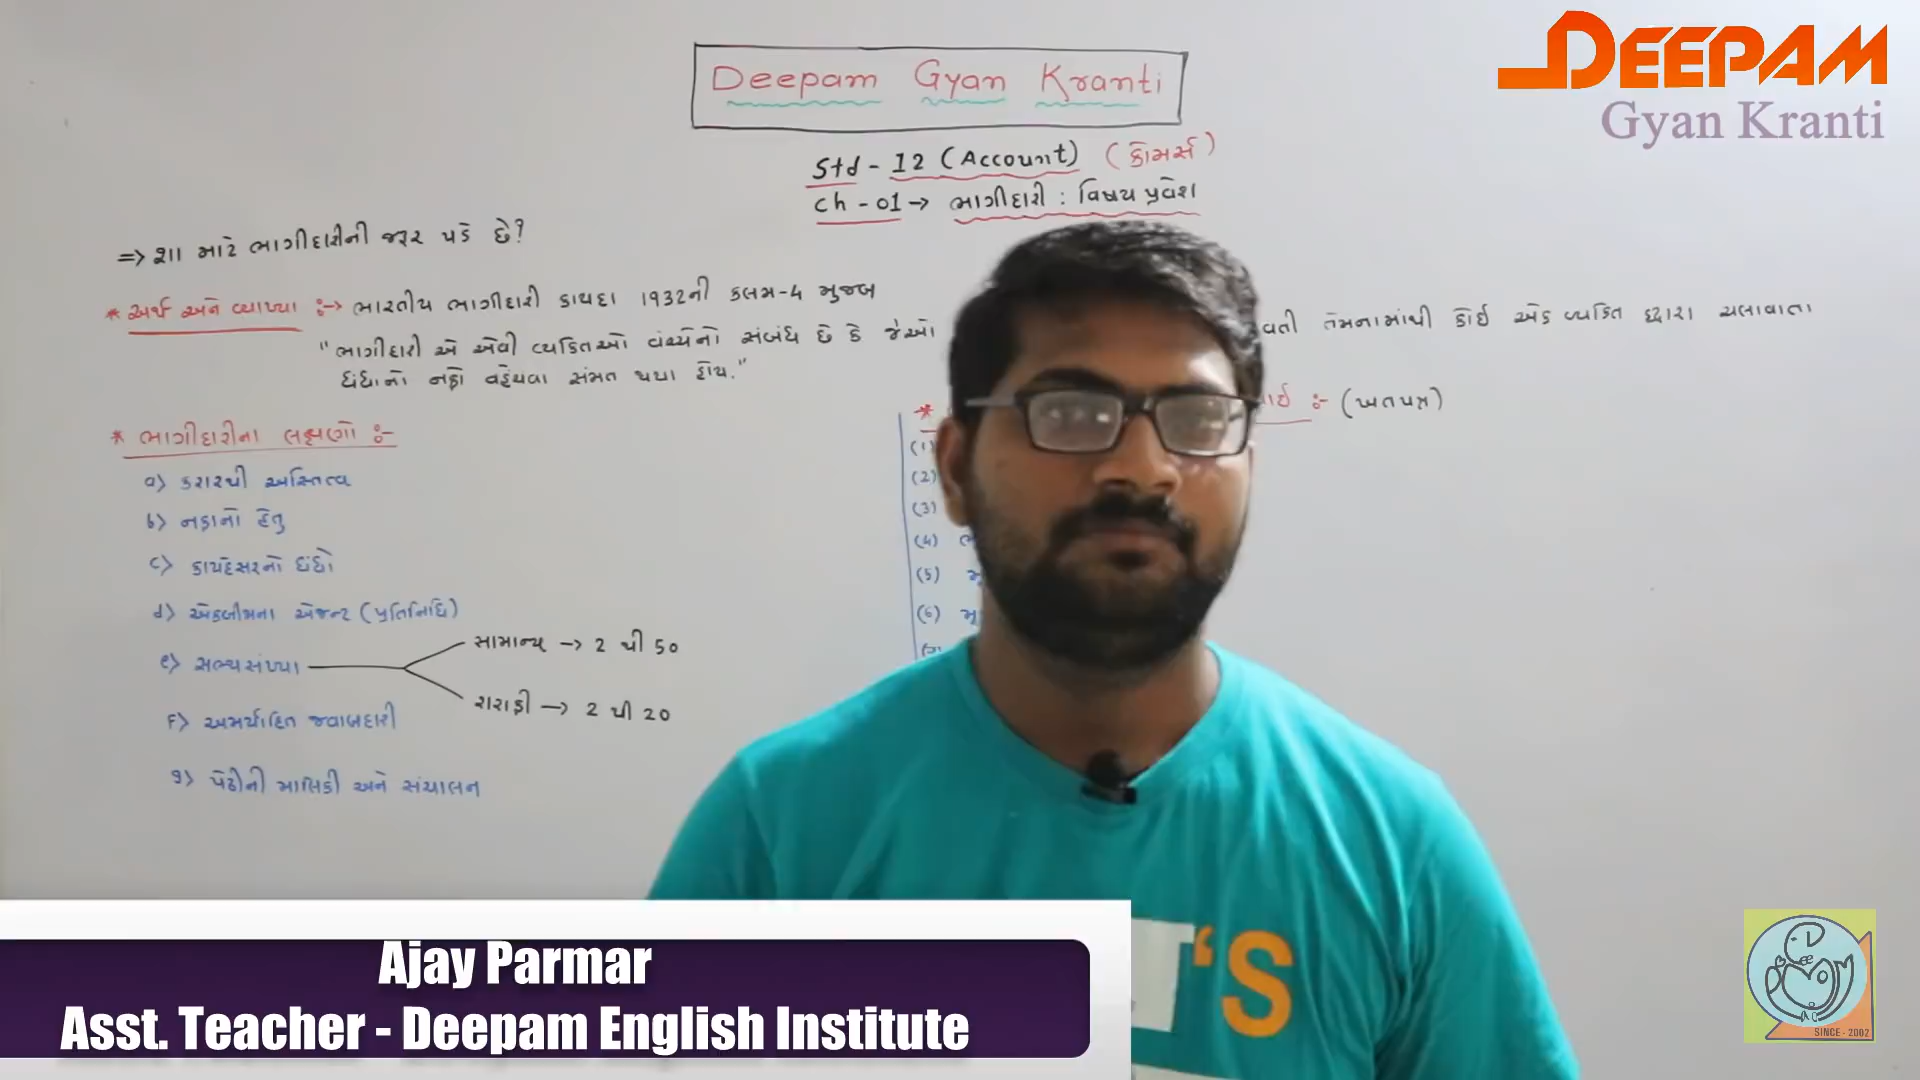 DEEPAM
Gyan Kranti
Deepam Gyan Kranti
Std - 12 (Account) (કોમર્સ)
Ch - 01 → ભાગીદારી : વિષય પ્રવેશ
=> શા માટે ભાગીદારીની જરૂર પડે છે?
* અર્થ અને વ્યાખ્યા :-> ભારતીય ભાગીદારી કાયદા 1932ની કલમ-4 મુજબ
"ભાગીદારી એ એવી વ્યકિતઓ વચ્ચેનો સંબંધ છે કે જેઓ વતી તેમનામાંથી કોઇ એક વ્યકિત દ્વારા ચલાવાતા
ધંધાનો નફો વહેંચવા સંમત થયા હોય."
* ભાગીદારીના લક્ષણો :-
a) કરારથી અસ્તિત્વ
b) નફાનો હેતુ
c) કાયદેસરનો ધંધો
d) એકબીમના એજન્ટ (પ્રતિનિધિ)
e) સભ્યસંખ્યા
સામાન્ય -> 2 થી 50
શરાફી -> 2 થી 20
F) અમર્યાદિત જવાબદારી
g) પેઢીની માલિકી અને સંચાલન
* :- (ખતપત્ર)
(1)
(2)
(3)
(4)
(5)
(6)
'S
Ajay Parmar
Asst. Teacher - Deepam English Institute
SINCE - 2002